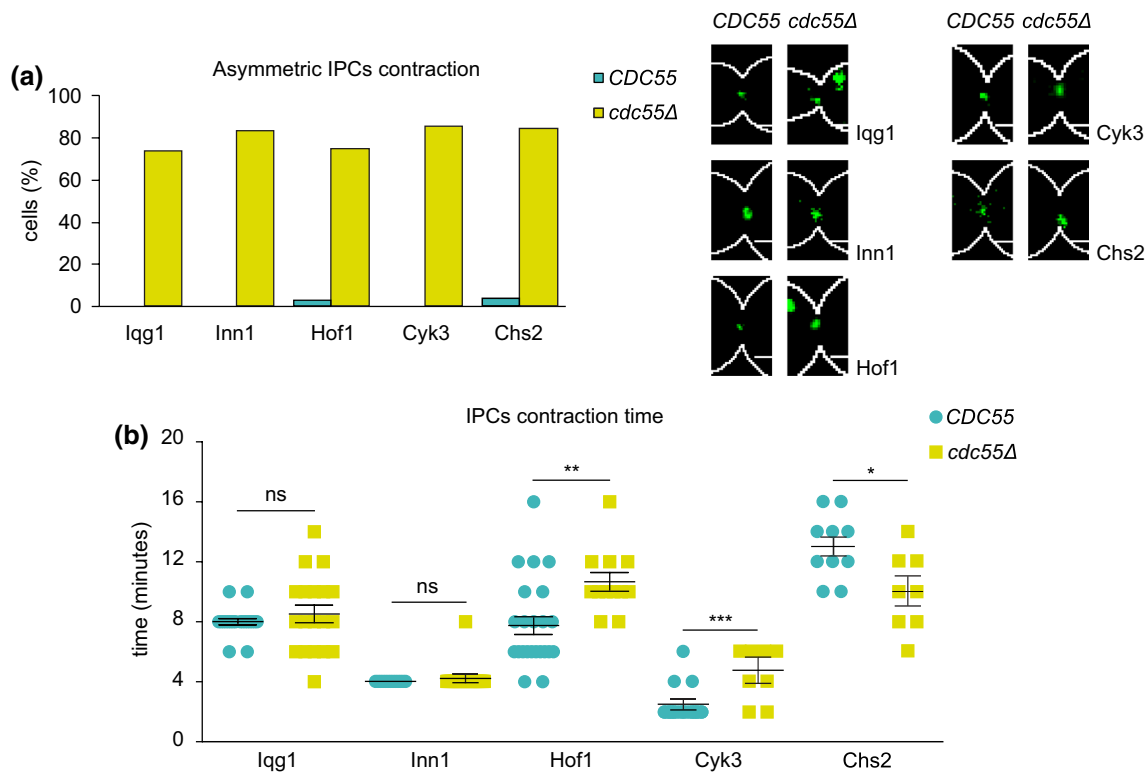 (a)
Asymmetric IPCs contraction
CDC55
cdc55Δ
100
80
60
40
20
0
cells (%)
Iqg1 Inn1 Hof1 Cyk3 Chs2
CDC55 cdc55Δ
Iqg1
Inn1
Hof1
CDC55 cdc55Δ
Cyk3
Chs2
(b)
IPCs contraction time
CDC55
cdc55Δ
20
16
12
8
4
0
time (minutes)
ns
ns
**
***
*
Iqg1 Inn1 Hof1 Cyk3 Chs2